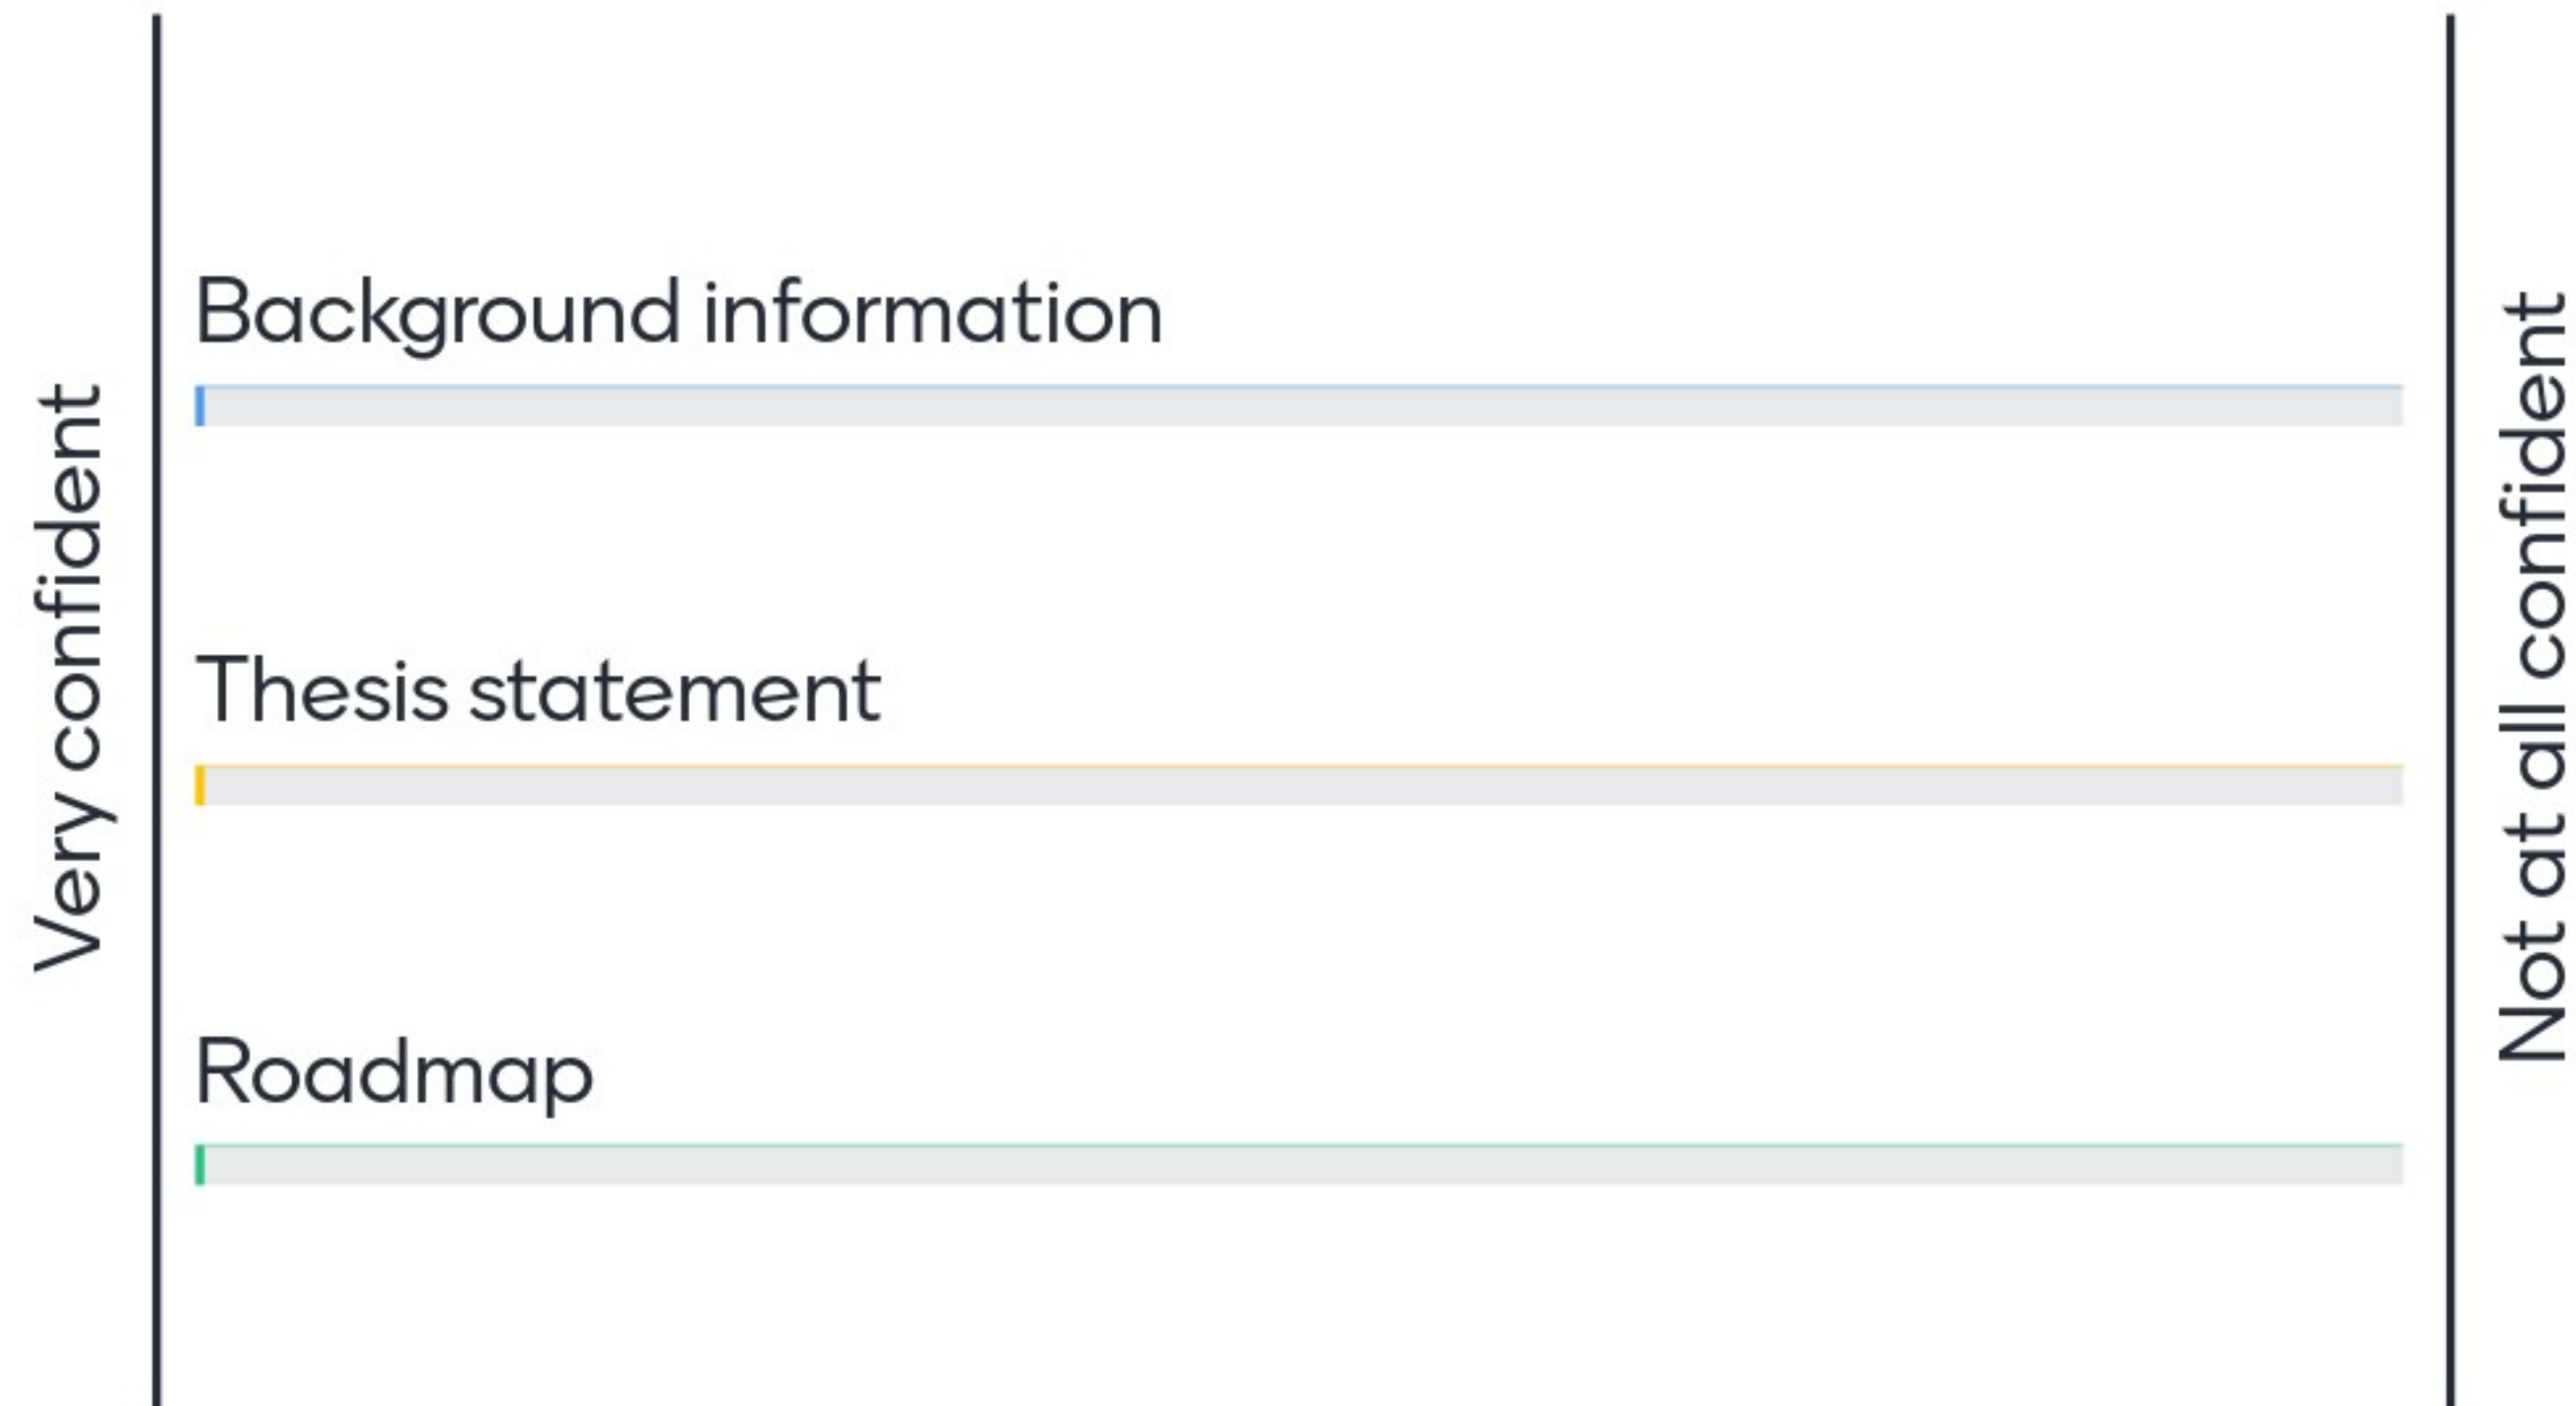 Very confident
Background information
Thesis statement
Roadmap
Not at all confident